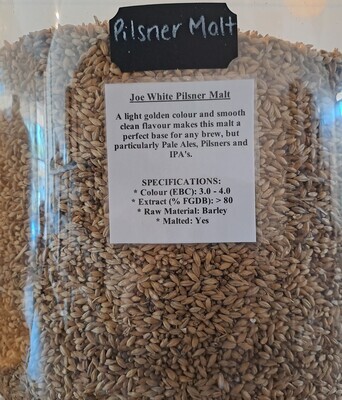 Pilsner Malt
Joe White Pilsner Malt
A light golden colour and smooth
clean flavour makes this malt a
perfect base for any brew, but
particularly Pale Ales, Pilsners and
IPA's.
SPECIFICATIONS:
* Colour (EBC): 3.0 - 4.0
* Extract (% FGDB): > 80
* Raw Material: Barley
* Malted: Yes